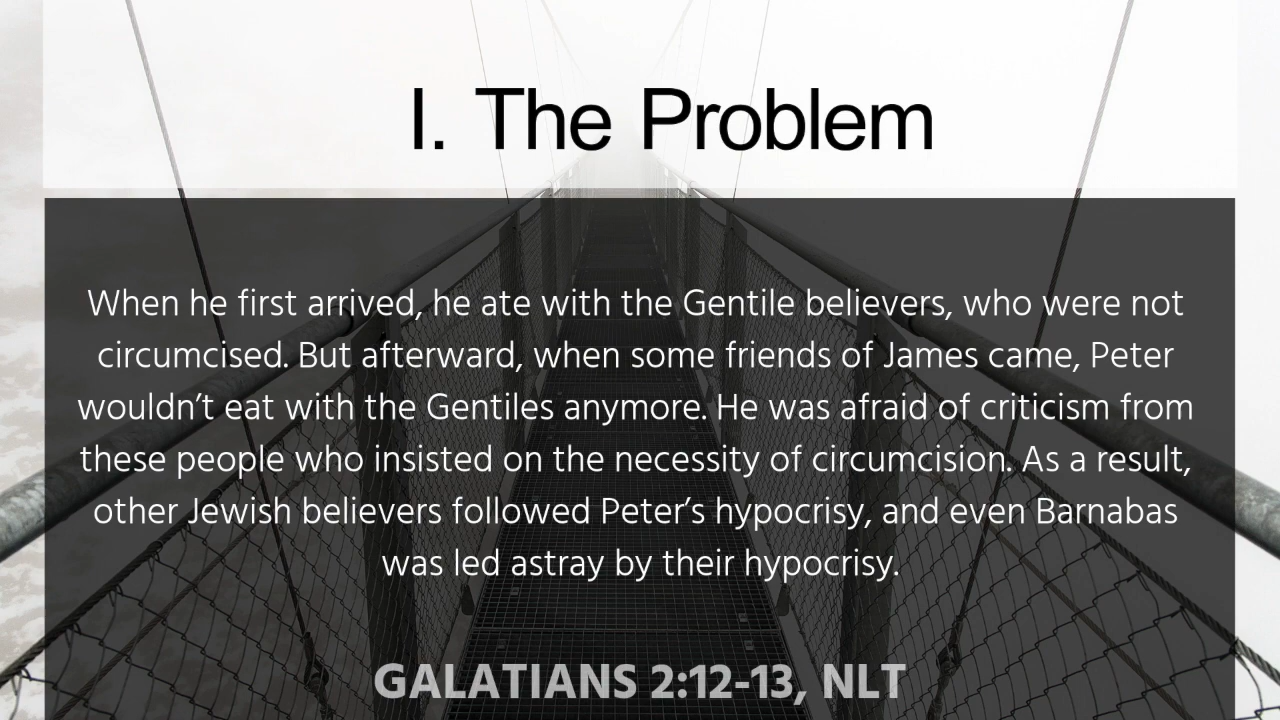 I. The Problem
When he first arrived, he ate with the Gentile believers, who were not
circumcised. But afterward, when some friends of James came, Peter
wouldn’t eat with the Gentiles anymore. He was afraid of criticism from
these people who insisted on the necessity of circumcision. As a result,
other Jewish believers followed Peter’s hypocrisy, and even Barnabas
was led astray by their hypocrisy.
GALATIANS 2:12-13, NLT